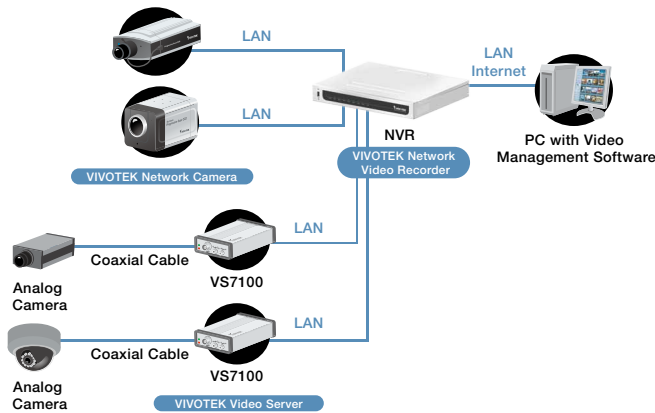 LAN
LAN
VIVOTEK Network Camera
NVR
VIVOTEK Network
Video Recorder
LAN
Internet
PC with Video
Management Software
Analog
Camera
Coaxial Cable
VS7100
LAN
Analog
Camera
Coaxial Cable
VS7100
LAN
VIVOTEK Video Server